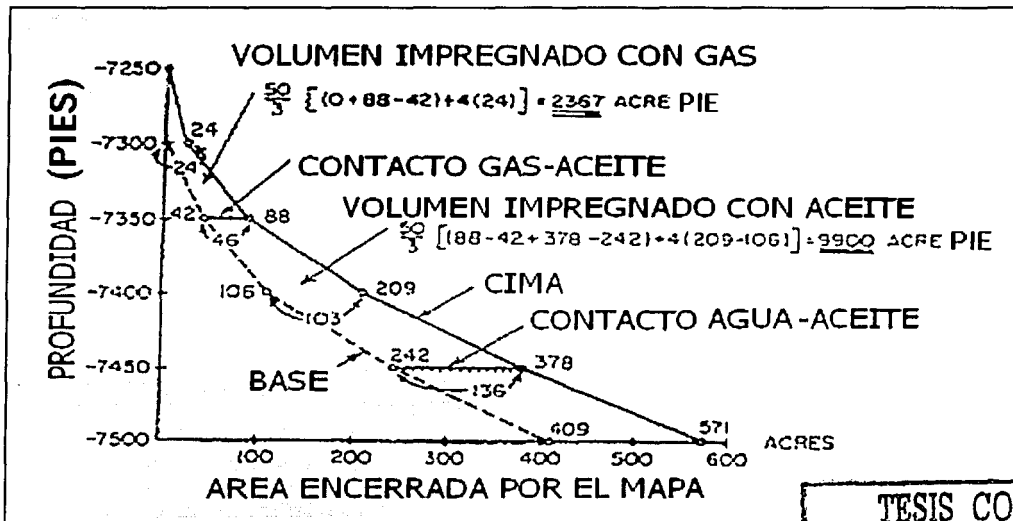 VOLUMEN IMPREGNADO CON GAS
50/3 [(0+88-42)+4(24)] = 2367 ACRE PIE
-7250
-7300
-7350
-7400
-7450
-7500
PROFUNDIDAD (PIES)
24
24
CONTACTO GAS-ACEITE
42
88
46
VOLUMEN IMPREGNADO CON ACEITE
50/3 [(88-42+378-242)+4(209-106)] = 9900 ACRE PIE
106
209
103
CIMA
CONTACTO AGUA-ACEITE
242
378
136
BASE
409
571
ACRES
100 200 300 400 500 600
AREA ENCERRADA POR EL MAPA
TESIS CO